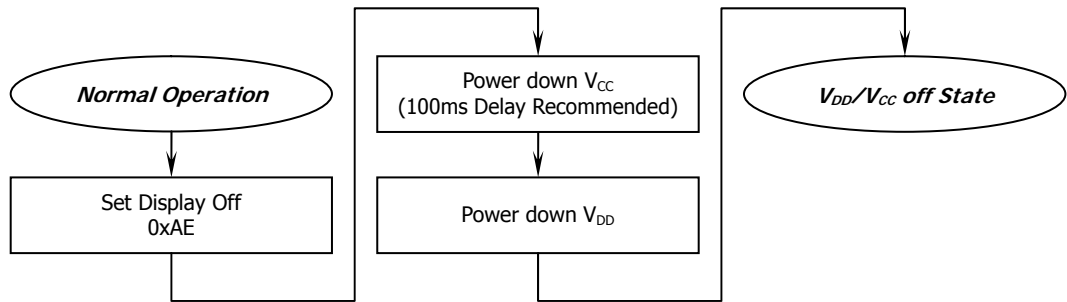 Normal Operation
Set Display Off
0xAE
Power down VCC
(100ms Delay Recommended)
Power down VDD
VDD/VCC off State